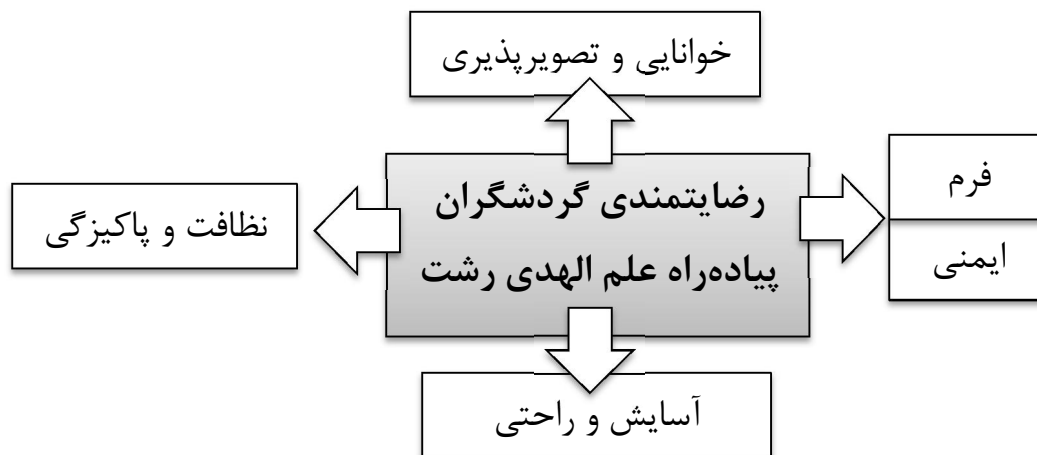 خوانایی و تصویرپذیری
رضایتمندی گردشگران
پیاده‌راه علم الهدی رشت
فرم
ایمنی
نظافت و پاکیزگی
آسایش و راحتی